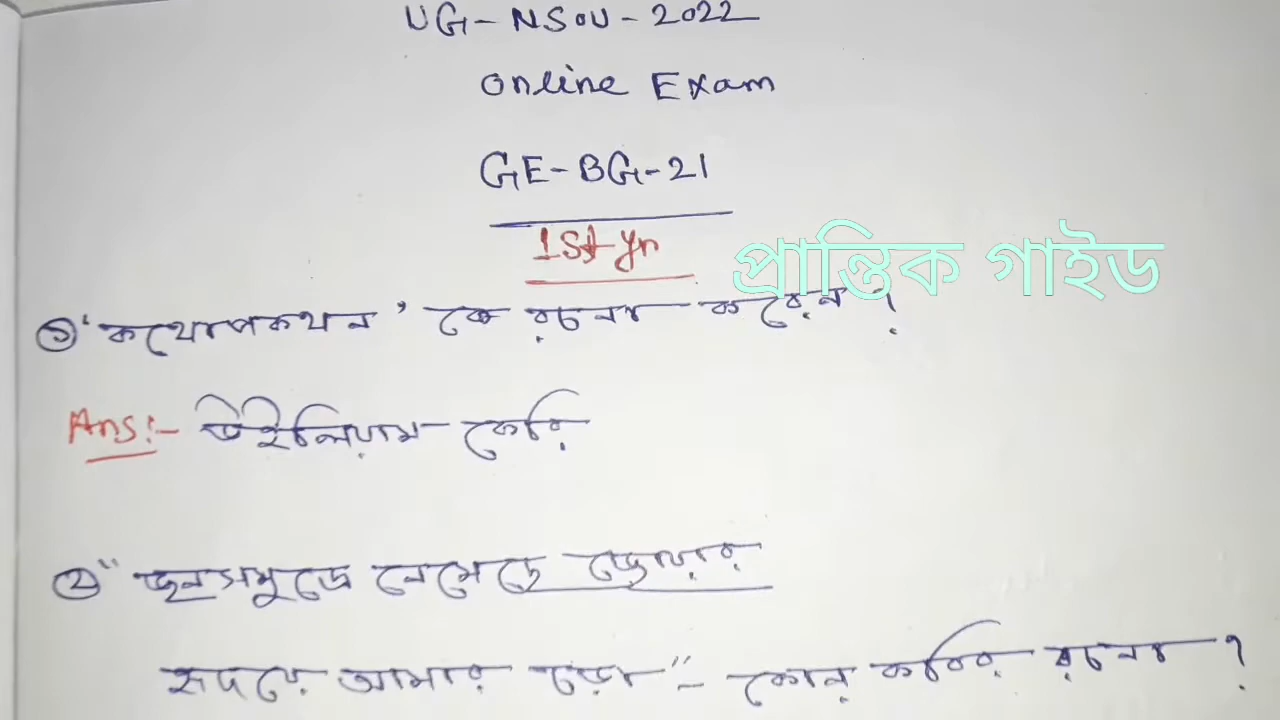 UG-NSOU-2022
Online Exam
GE-BG-21
1st yr
প্রান্তিক গাইড
১ 'কথোপকথন' কে রচনা করেন?
Ans:- উইলিয়াম কেরি
২ "জনসমুদ্রে নেমেছে জোয়ার
হৃদয়ে আমার চড়া" - কোন্ কবির রচনা?